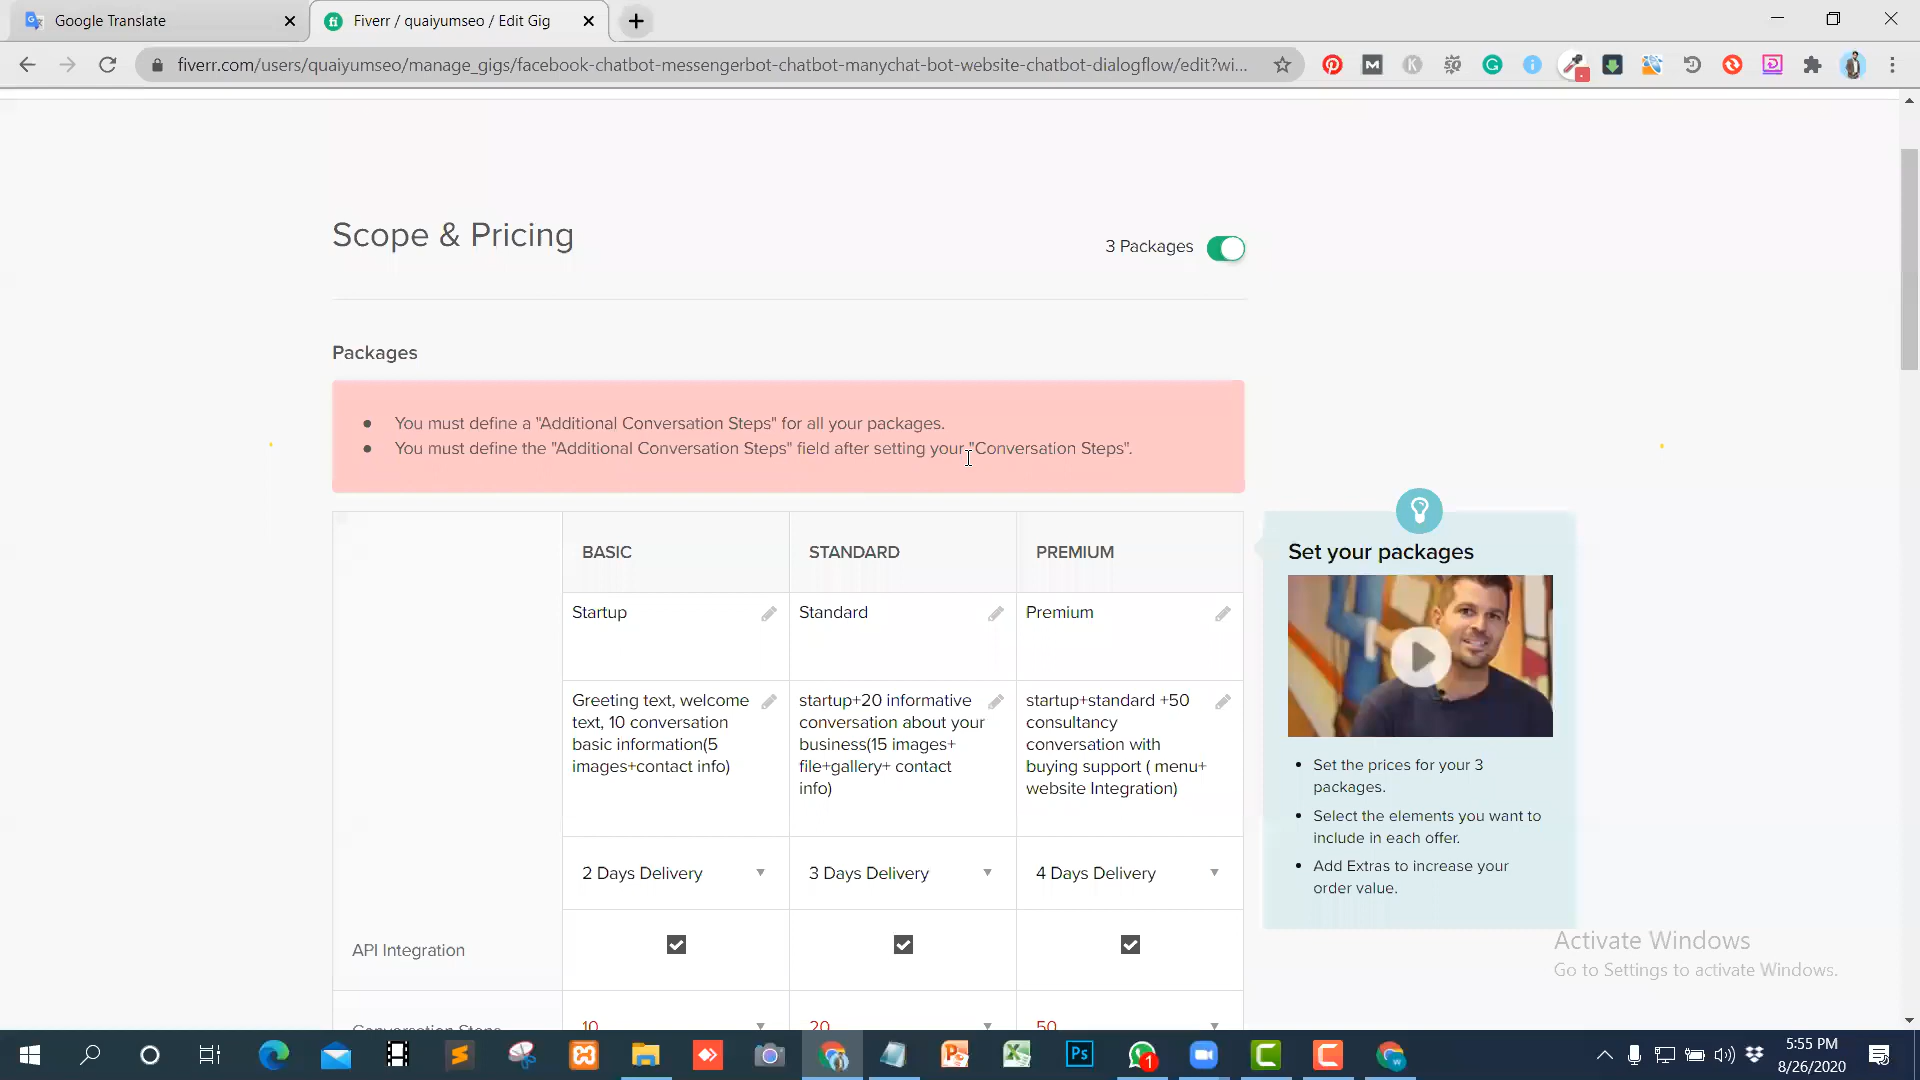 Google Translate
Fiverr / quaiyumseo / Edit Gig
fiverr.com/users/quaiyumseo/manage_gigs/facebook-chatbot-messengerbot-chatbot-manychat-bot-website-chatbot-dialogflow/edit?wi...
Scope & Pricing
3 Packages
Packages
You must define a "Additional Conversation Steps" for all your packages.
You must define the "Additional Conversation Steps" field after setting your "Conversation Steps".
BASIC
STANDARD
PREMIUM
Startup
Standard
Premium
Greeting text, welcome
text, 10 conversation
basic information(5
images+contact info)
startup+20 informative
conversation about your
business(15 images+
file+gallery+ contact
info)
startup+standard +50
consultancy
conversation with
buying support ( menu+
website Integration)
2 Days Delivery
3 Days Delivery
4 Days Delivery
API Integration
Conversation Steps
10
20
50
Set your packages
Set the prices for your 3
packages.
Select the elements you want to
include in each offer.
Add Extras to increase your
order value.
Activate Windows
Go to Settings to activate Windows.
5:55 PM
8/26/2020